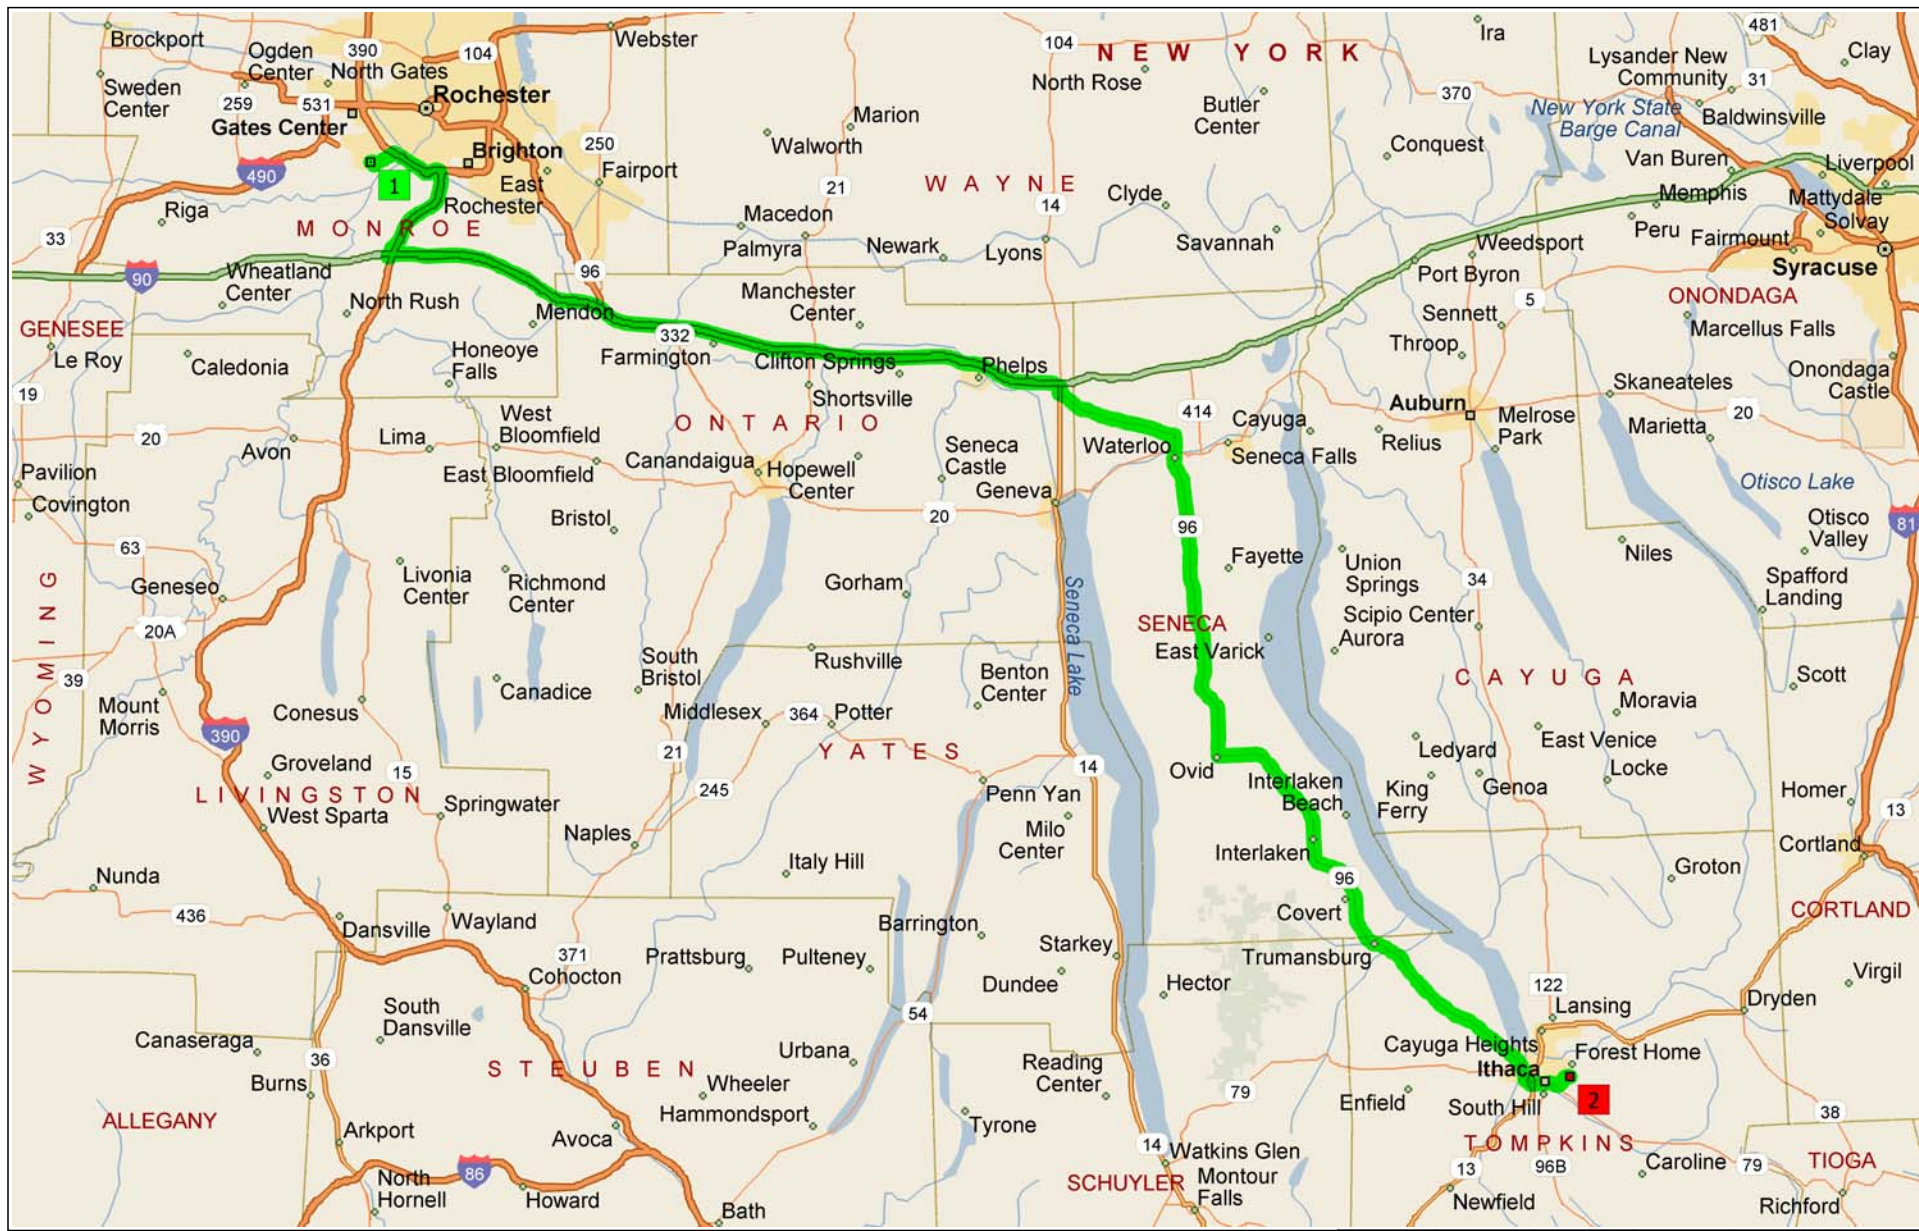 Brockport
Ogden
Center
390
North Gates
104
Webster
104
NEW YORK
North Rose
Ira
Lysander New
Community
481
Clay
31
Sweden
Center
259
531
Rochester
Gates Center
Marion
Butler
Center
370
New York State
Barge Canal
Baldwinsville
Walworth
Conquest
Van Buren
Liverpool
490
Brighton
250
Fairport
1
East
Rochester
21
WAYNE
14
Clyde
Memphis
Mattydale
Solvay
Riga
MONROE
33
Macedon
Palmyra
Newark
Lyons
Savannah
Weedsport
Peru
Fairmount
Syracuse
90
Wheatland
Center
96
Port Byron
North Rush
Mendon
Manchester
Center
5
Sennett
ONONDAGA
Marcellus Falls
GENESEE
Le Roy
Caledonia
Honeoye
Falls
332
Farmington
Clifton Springs
Phelps
Throop
Onondaga
Castle
19
Shortsville
Skaneateles
20
Avon
Lima
West
Bloomfield
ONTARIO
414
Cayuga
Auburn
Melrose
Park
20
Marietta
Pavilion
East Bloomfield
Canandaigua
Hopewell
Center
Seneca
Castle
Waterloo
Seneca Falls
Relius
Covington
Geneva
Otisco Lake
Bristol
20
96
Otisco
Valley
81
63
Fayette
Union
Springs
Niles
Geneseo
Livonia
Center
Richmond
Center
Gorham
Seneca Lake
34
Spafford
Landing
WYOMING
20A
SENECA
Scipio Center
Aurora
East Varick
39
South
Bristol
Rushville
Benton
Center
CAYUGA
Scott
Mount
Morris
Conesus
Canadice
Middlesex
364
Potter
Moravia
390
21
YATES
14
Ledyard
East Venice
Groveland
15
Ovid
Interlaken
Beach
King
Ferry
Genoa
Locke
LIVINGSTON
West Sparta
Springwater
245
Penn Yan
Homer
13
Naples
Milo
Center
Interlaken
Cortland
Nunda
Italy Hill
96
Groton
436
Dansville
Wayland
Barrington
Covert
CORTLAND
371
Prattsburg
Pulteney
Starkey
Trumansburg
Cohocton
Dundee
Hector
122
Lansing
Virgil
Dryden
South
Dansville
54
Canaseraga
36
STEUBEN
Urbana
Reading
Center
Cayuga Heights
Forest Home
Ithaca
Burns
Wheeler
79
Enfield
South Hill
2
ALLEGANY
Hammondsport
Tyrone
38
Arkport
Avoca
14
Watkins Glen
TOMPKINS
North
Hornell
86
Howard
SCHUYLER
Montour
Falls
13
96B
Caroline
79
TIOGA
Newfield
Richford
Bath